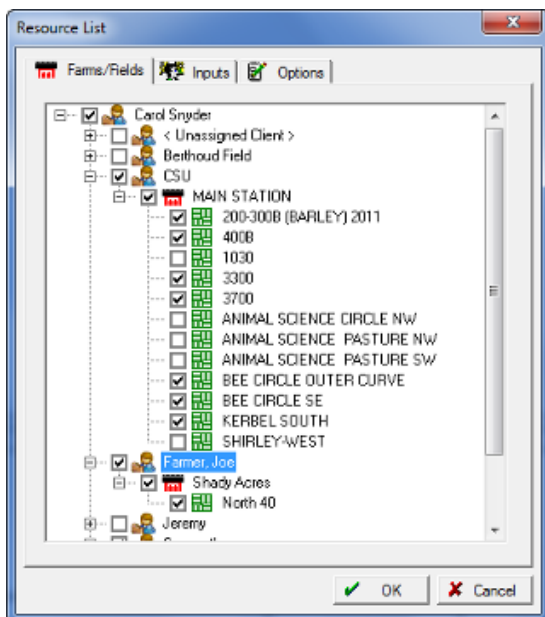 Resource List
Farms/Fields Inputs Options
Carol Snyder
< Unassigned Client >
Berthoud Field
CSU
MAIN STATION
200-300B (BARLEY) 2011
400B
1030
3300
3700
ANIMAL SCIENCE CIRCLE NW
ANIMAL SCIENCE PASTURE NW
ANIMAL SCIENCE PASTURE SW
BEE CIRCLE OUTER CURVE
BEE CIRCLE SE
KERBEL SOUTH
SHIRLEY-WEST
Farmer, Joe
Shady Acres
North 40
Jeremy
OK Cancel